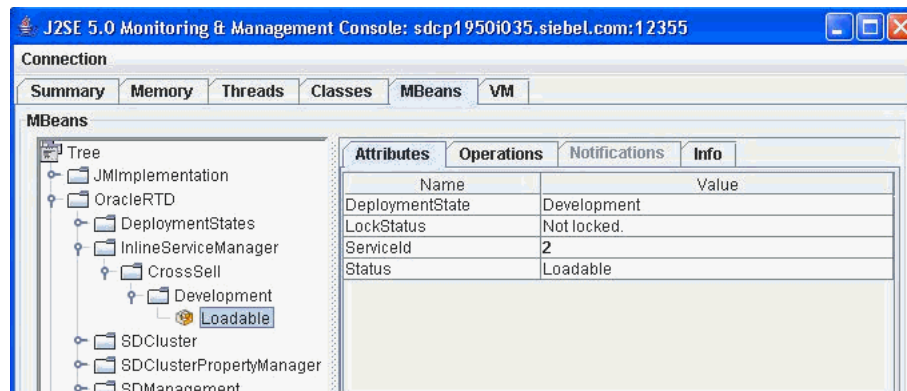 J2SE 5.0 Monitoring & Management Console: sdcp1950i035.siebel.com:12355
Connection
Summary Memory Threads Classes MBeans VM
MBeans
Tree
JMImplementation
OracleRTD
DeploymentStates
InlineServiceManager
CrossSell
Development
Loadable
SDCluster
SDClusterPropertyManager
SDManagement
Attributes Operations Notifications Info
Name Value
DeploymentState Development
LockStatus Not locked.
ServiceId 2
Status Loadable